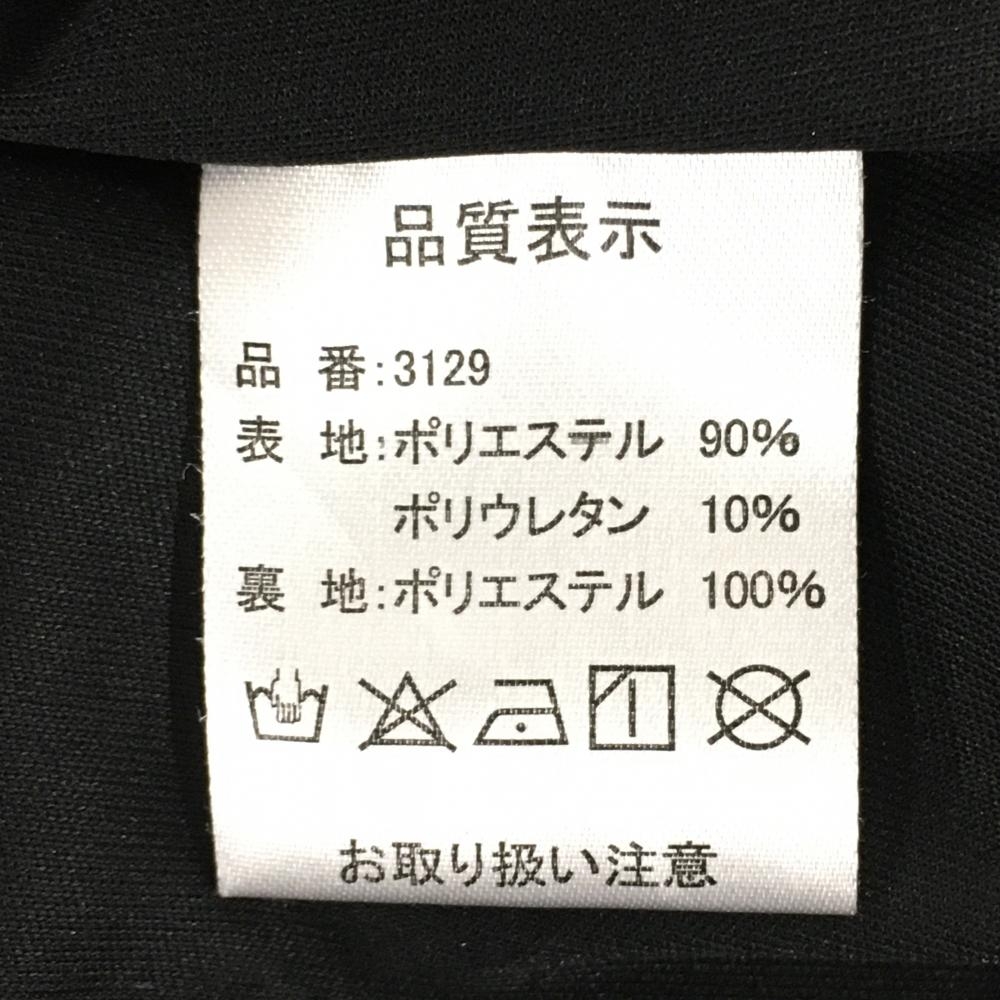 品質表示
品 番:3129
表 地:ポリエステル 90%
ポリウレタン 10%
裏 地:ポリエステル 100%
お取り扱い注意